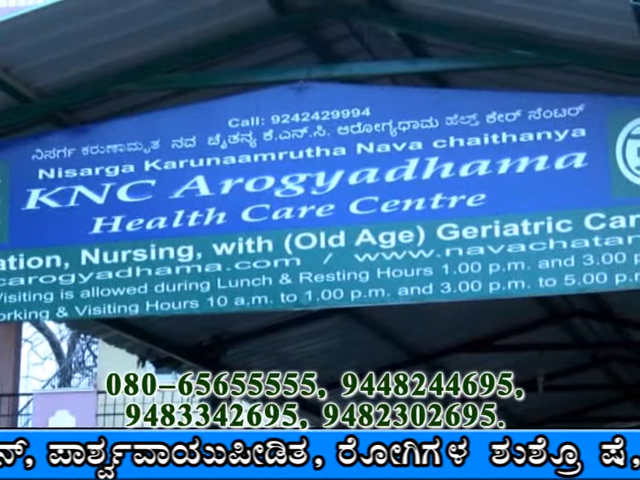 Call: 9242429994
ನಿಸರ್ಗ ಕರುಣಾಮೃತ ನವ ಚೈತನ್ಯ ಕೆ.ಎನ್.ಸಿ. ಆರೋಗ್ಯಧಾಮ ಹೆಲ್ತ್ ಕೇರ್ ಸೆಂಟರ್
Nisarga Karunaamrutha Nava chaithanya
KNC Arogyadhama
Health Care Centre
ation, Nursing, with (Old Age) Geriatric Car
carogyadhama.com / www.navachatan
Visiting is allowed during Lunch & Resting Hours 1.00 p.m. and 3.00 p
orking & Visiting Hours 10 a.m. to 1.00 p.m. and 3.00 p.m. to 5.00 p.m
080-65655555, 9448244695,
9483342695, 9482302695.
ನ್, ಪಾರ್ಶ್ವವಾಯುಪೀಡಿತ, ರೋಗಿಗಳ ಶುಶ್ರೊ ಷೆ,